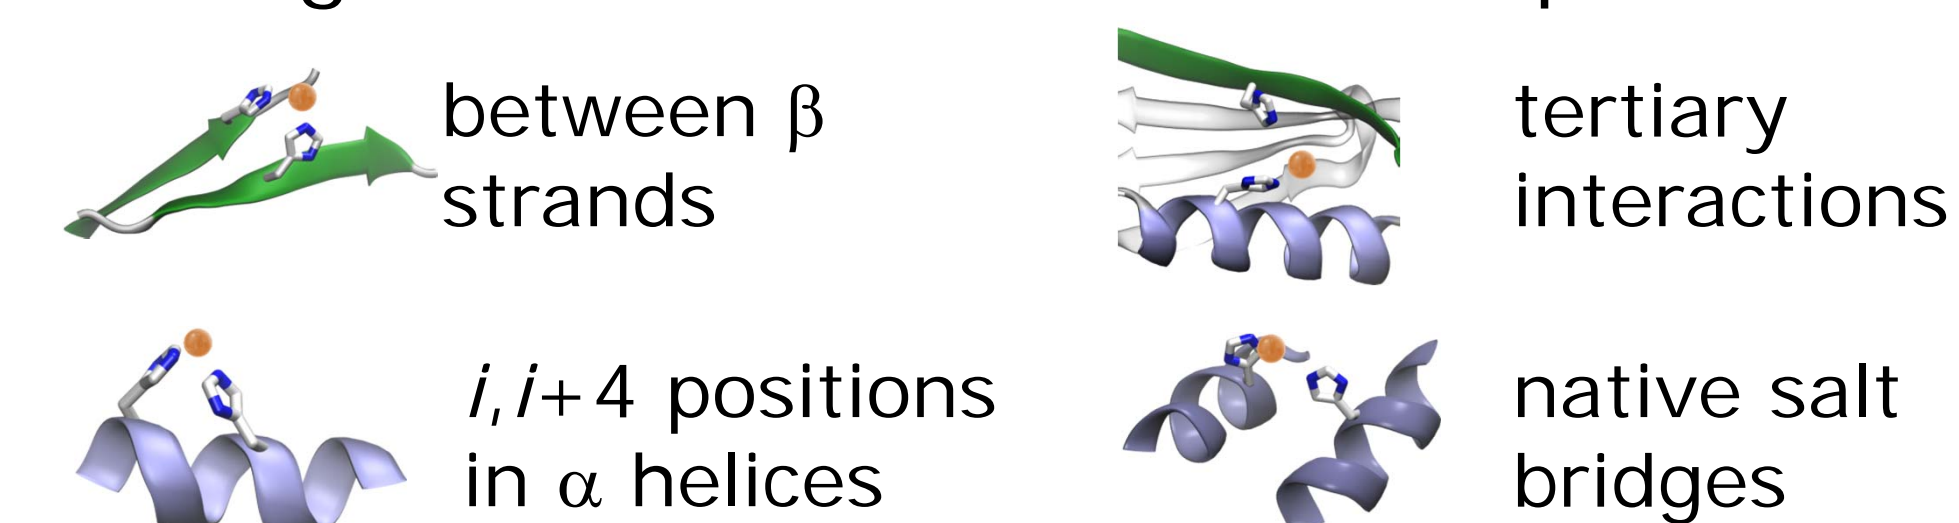 between β
strands
tertiary
interactions
i, i+4 positions
in α helices
native salt
bridges